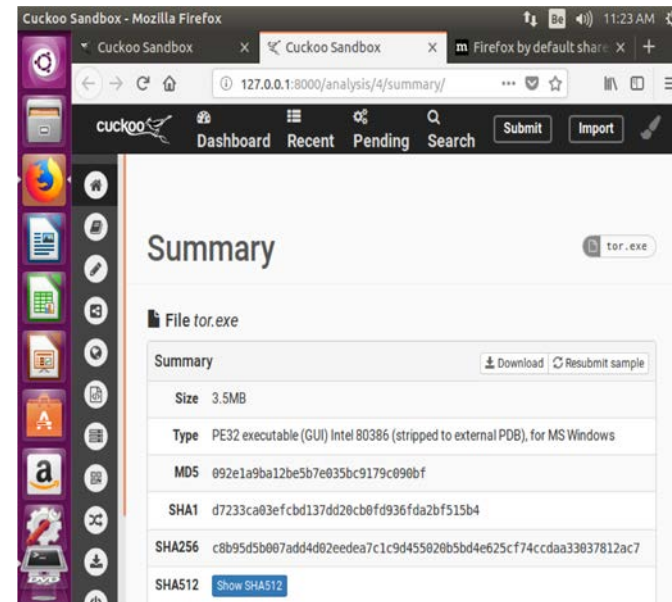 Cuckoo Sandbox - Mozilla Firefox
Be
11:23 AM
Cuckoo Sandbox
Cuckoo Sandbox
m Firefox by default share
127.0.0.1:8000/analysis/4/summary/
cuckoo
Dashboard
Recent
Pending
Search
Submit
Import
Summary
tor.exe
File tor.exe
Summary
Download
Resubmit sample
Size 3.5MB
Type PE32 executable (GUI) Intel 80386 (stripped to external PDB), for MS Windows
MD5 092e1a9ba12be5b7e035bc9179c090bf
SHA1 d7233ca03efcbd137dd20cb0fd936fda2bf515b4
SHA256 c8b95d5b007add4d02eedea7c1c9d455020b5bd4e625cf74ccdaa33037812ac7
SHA512 Show SHA512